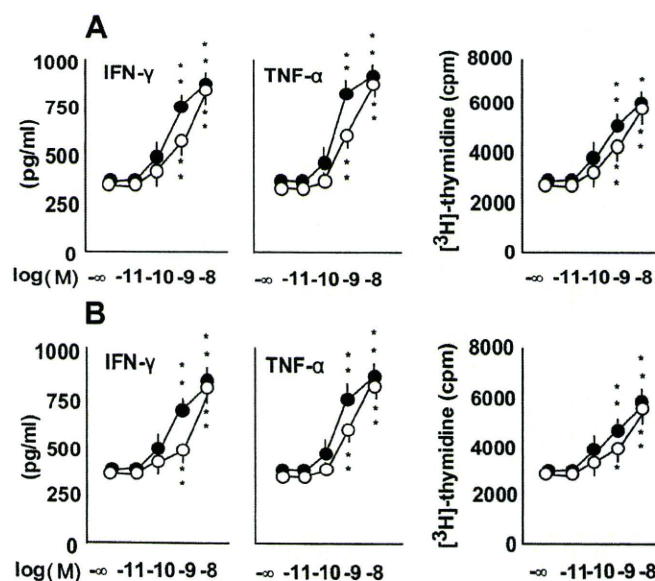 A
1000
750
500
250
0
(pg/ml)
IFN-γ
TNF-α
8000
6000
4000
2000
0
[³H]-thymidine (cpm)
log(M) -∞ -11-10 -9 -8 -∞ -11-10 -9 -8 -∞ -11-10 -9 -8
B
1000
750
500
250
0
(pg/ml)
IFN-γ
TNF-α
8000
6000
4000
2000
0
[³H]-thymidine (cpm)
log(M) -∞ -11-10 -9 -8 -∞ -11-10 -9 -8 -∞ -11-10 -9 -8